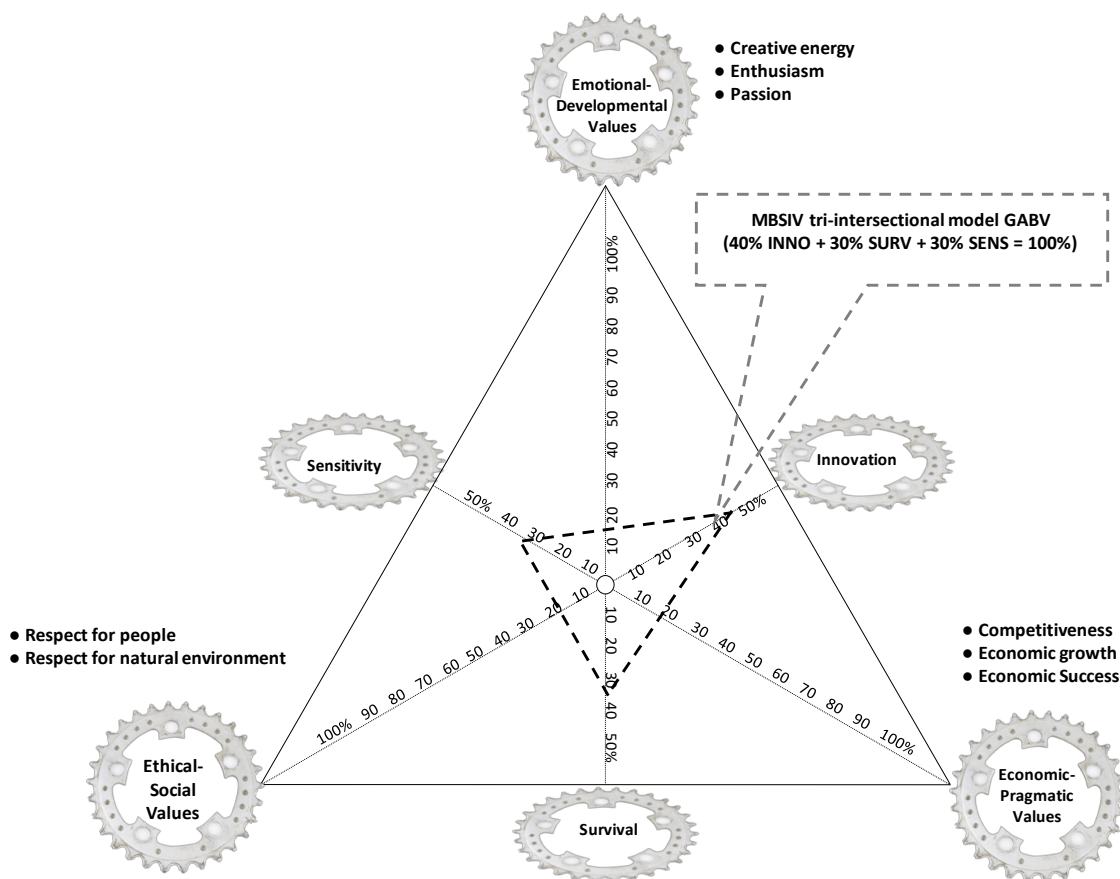 Emotional-
Developmental
Values
● Creative energy
● Enthusiasm
● Passion
MBSIV tri-intersectional model GABV
(40% INNO + 30% SURV + 30% SENS = 100%)
100%
90
80
70
60
50
40
30
20
10
Sensitivity
50% 40 30 20 10
Innovation
10 20 30 40 50%
● Respect for people
● Respect for natural environment
100% 90 80 70 60 50 40 30 20 10
10 20 30 40 50 60 70 80 90 100%
10
20
30
40
50%
● Competitiveness
● Economic growth
● Economic Success
Ethical-
Social
Values
Survival
Economic-
Pragmatic
Values